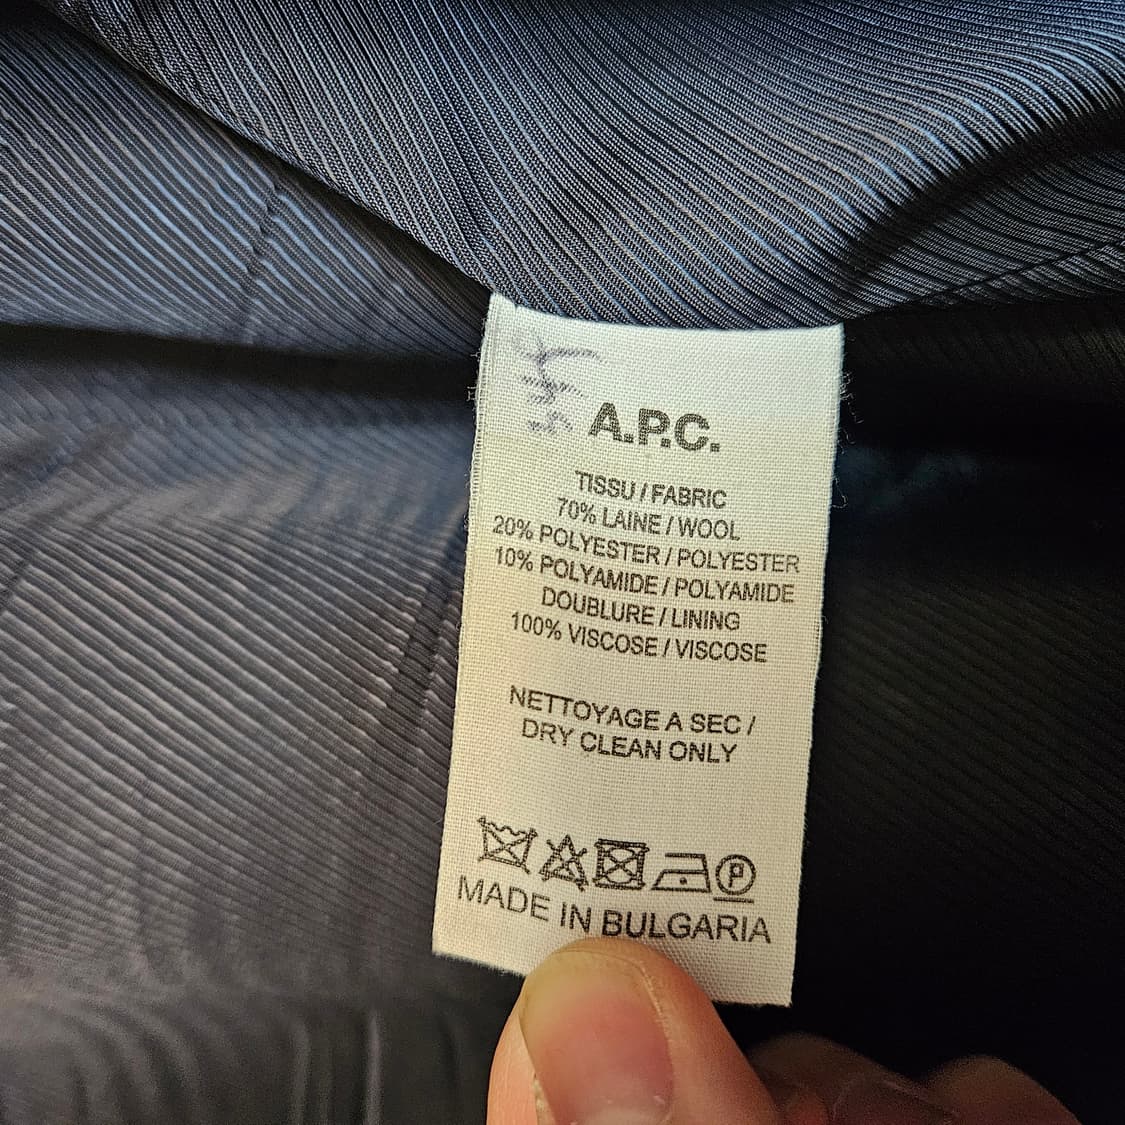 A.P.C.
TISSU / FABRIC
70% LAINE / WOOL
20% POLYESTER / POLYESTER
10% POLYAMIDE / POLYAMIDE
DOUBLURE / LINING
100% VISCOSE / VISCOSE
NETTOYAGE A SEC /
DRY CLEAN ONLY
P
MADE IN BULGARIA